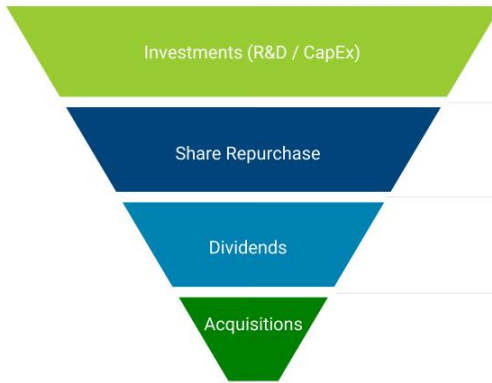 Investments (R&D / CapEx)
Share Repurchase
Dividends
Acquisitions